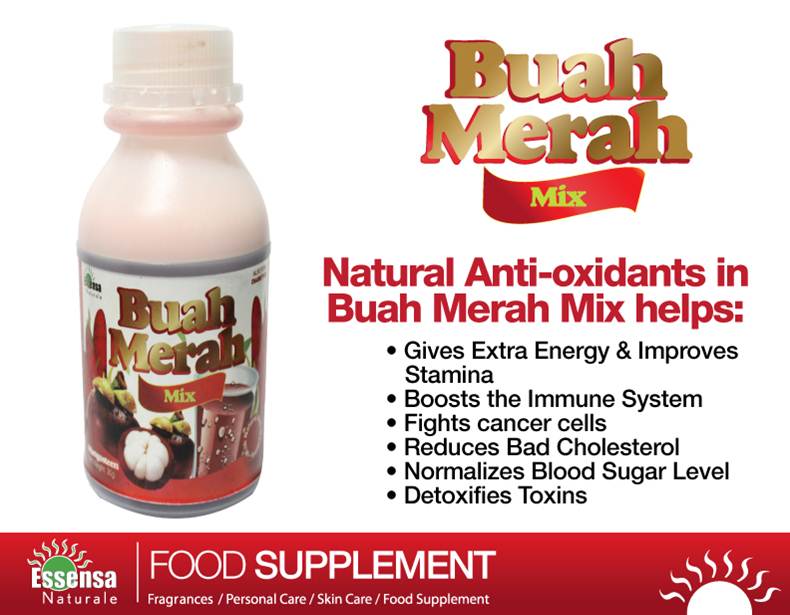 Buah
Merah
Mix
Natural Anti-oxidants in
Buah Merah Mix helps:
• Gives Extra Energy & Improves
Stamina
• Boosts the Immune System
• Fights cancer cells
• Reduces Bad Cholesterol
• Normalizes Blood Sugar Level
• Detoxifies Toxins
Essensa
Naturale
Buah
Merah
Mix
Essensa
Naturale
FOOD SUPPLEMENT
Fragrances / Personal Care / Skin Care / Food Supplement